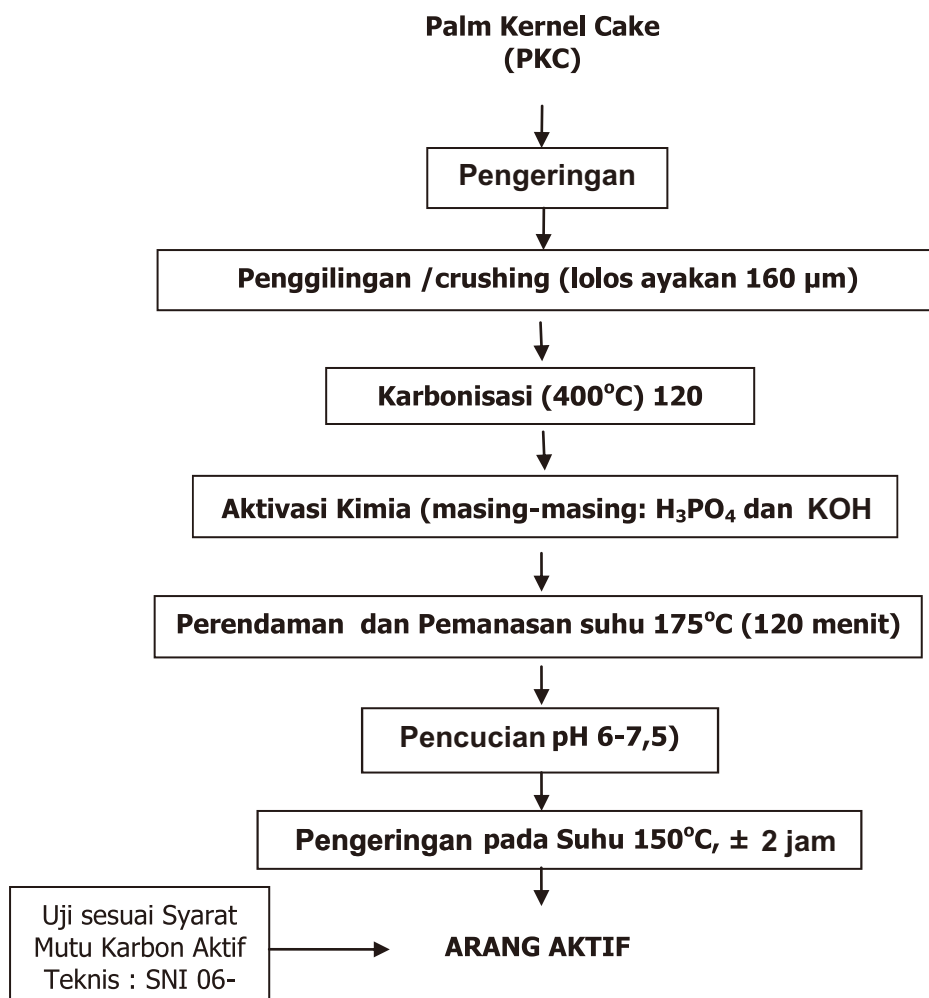 Palm Kernel Cake
(PKC)
Pengeringan
Penggilingan /crushing (lolos ayakan 160 µm)
Karbonisasi (400°C) 120
Aktivasi Kimia (masing-masing: H₃PO₄ dan KOH
Perendaman dan Pemanasan suhu 175°C (120 menit)
Pencucian pH 6-7,5)
Pengeringan pada Suhu 150°C, ± 2 jam
Uji sesuai Syarat
Mutu Karbon Aktif
Teknis : SNI 06-
ARANG AKTIF